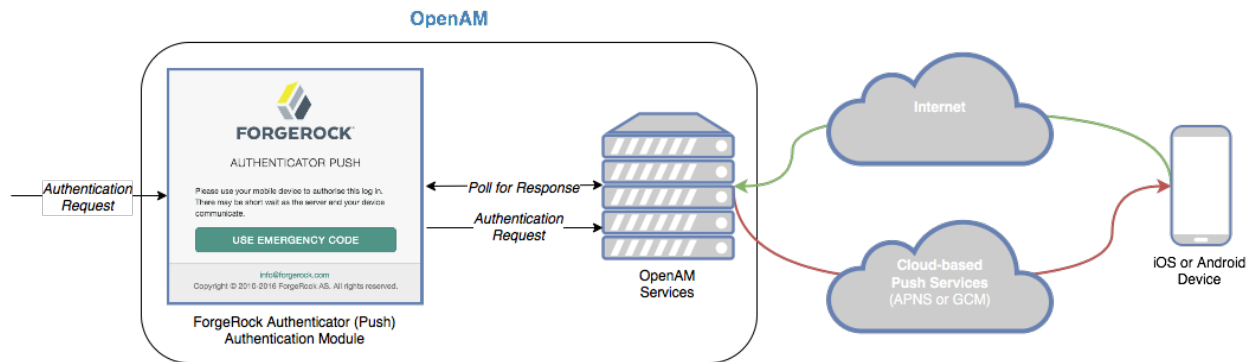 OpenAM
FORGEROCK
AUTHENTICATOR PUSH
Please use your mobile device to authorise this log in.
There may be short wait as the server end your device
communicate.
USE EMERGENCY CODE
info@forgerock.com
Copyright © 2010-2016 ForgeRock AS. All rights reserved.
Authentication
Request
Poll for Response
Authentication
Request
ForgeRock Authenticator (Push)
Authentication Module
OpenAM
Services
Internet
Cloud-based
Push Services
(APNS or GCM)
iOS or Android
Device